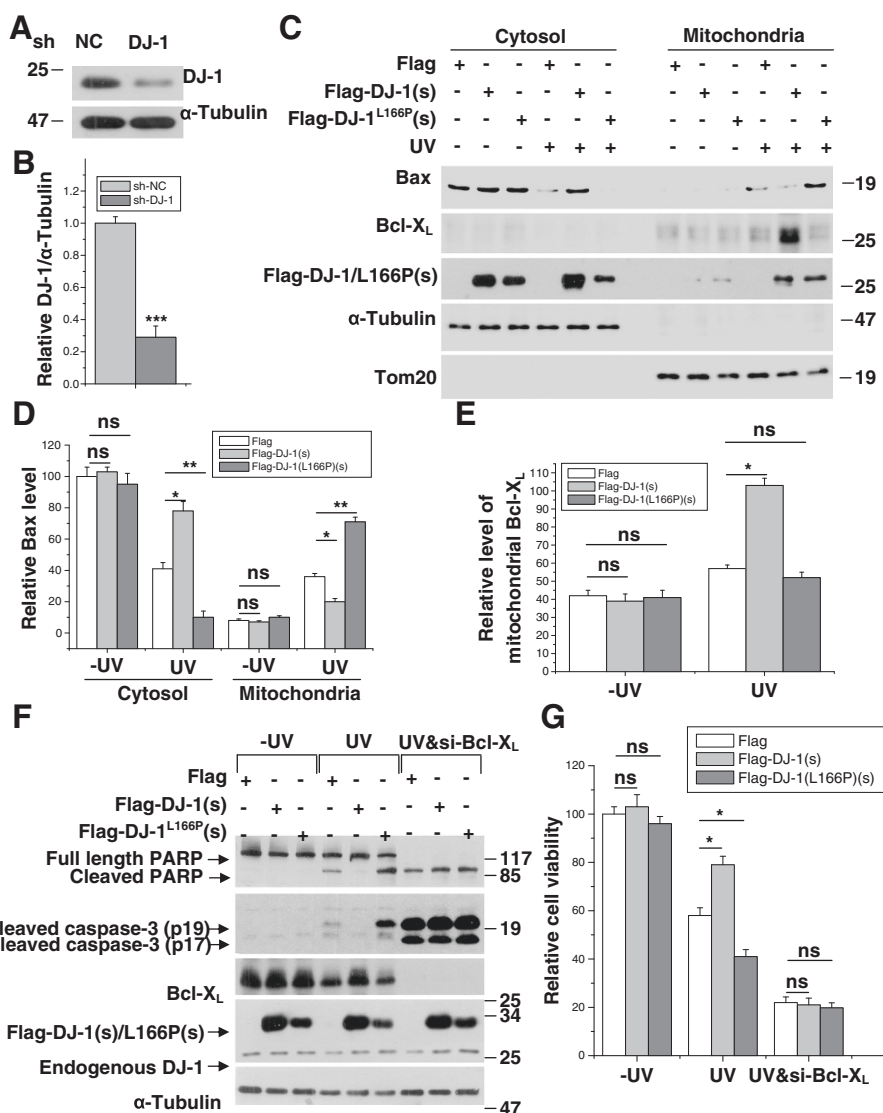 A
sh NC DJ-1
25
DJ-1
47
α-Tubulin
B
Relative DJ-1/α-Tubulin
1.2
1.0
0.8
0.6
0.4
0.2
0.0
sh-NC
sh-DJ-1
***
C
Cytosol Mitochondria
Flag + - - + - - + - - + - -
Flag-DJ-1(s) - + - - + - - + - - + -
Flag-DJ-1L166P(s) - - + - - + - - + - - +
UV - - - + + + - - - + + +
Bax
19
Bcl-XL
25
Flag-DJ-1/L166P(s)
25
α-Tubulin
47
Tom20
19
D
Relative Bax level
120
100
80
60
40
20
0
Flag
Flag-DJ-1(s)
Flag-DJ-1(L166P)(s)
ns
ns
**
*
ns
ns
**
*
-UV UV -UV UV
Cytosol Mitochondria
E
Relative level of
mitochondrial Bcl-XL
110
100
90
80
70
60
50
40
30
20
10
0
Flag
Flag-DJ-1(s)
Flag-DJ-1(L166P)(s)
ns
ns
ns
*
-UV UV
F
-UV UV UV&si-Bcl-XL
Flag + - - + - - + - -
Flag-DJ-1(s) - + - - + - - + -
Flag-DJ-1L166P(s) - - + - - + - - +
Full length PARP
117
Cleaved PARP
85
leaved caspase-3 (p19)
19
leaved caspase-3 (p17)
Bcl-XL
25
34
Flag-DJ-1(s)/L166P(s)
25
Endogenous DJ-1
α-Tubulin
47
G
Flag
Flag-DJ-1(s)
Flag-DJ-1(L166P)(s)
Relative cell viability
120
100
80
60
40
20
0
ns
ns
*
*
ns
ns
-UV UV UV&si-Bcl-XL